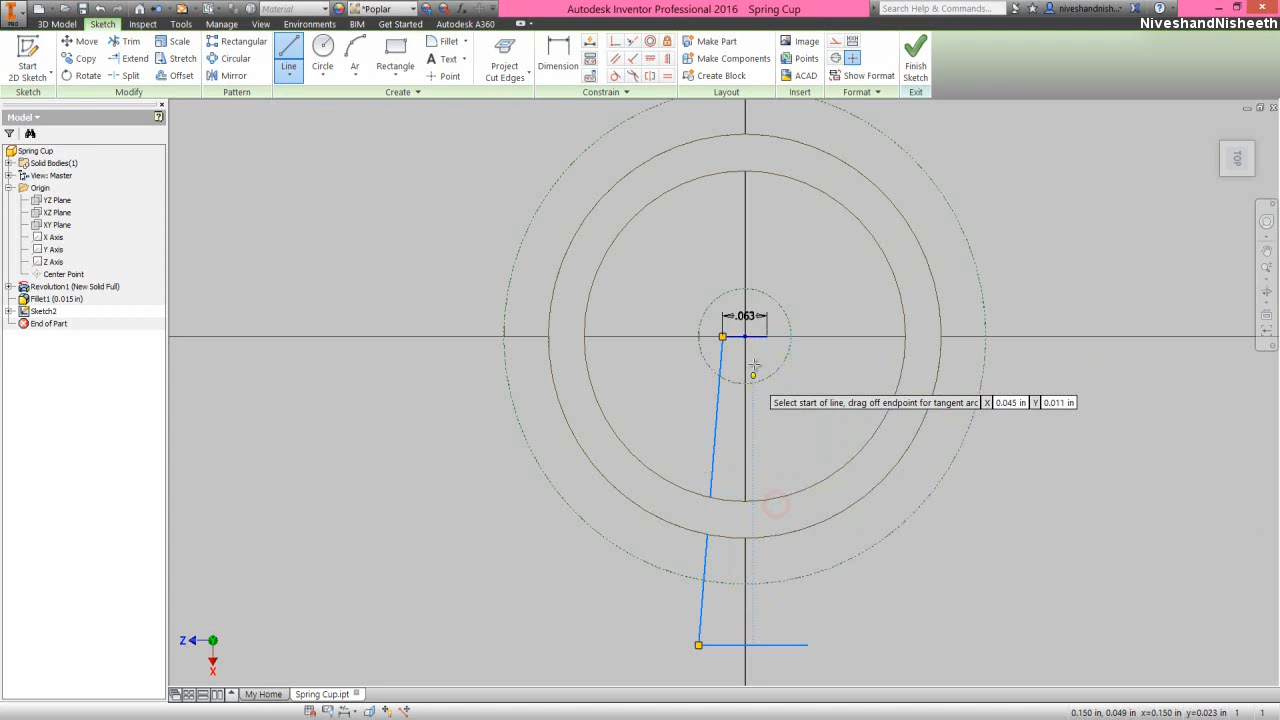 Material
*Poplar
Autodesk Inventor Professional 2016
Spring Cup
Search Help & Commands...
niveshandnishe...
NiveshandNisheeth
3D Model
Sketch
Inspect
Tools
Manage
View
Environments
BIM
Get Started
Autodesk A360
PRO
Start
2D Sketch
Sketch
Move
Trim
Scale
Copy
Extend
Stretch
Rotate
Split
Offset
Modify
Rectangular
Circular
Mirror
Pattern
Line
Circle
Arc
Rectangle
Fillet
Text
Point
Project
Cut Edges
Create
Dimension
Constrain
Make Part
Make Components
Create Block
Layout
Image
Points
ACAD
Insert
Show Format
Format
Finish
Sketch
Exit
Model
Spring Cup
Solid Bodies(1)
View: Master
Origin
YZ Plane
XZ Plane
XY Plane
X Axis
Y Axis
Z Axis
Center Point
Revolution1 (New Solid Full)
Fillet1 (0.015 in)
Sketch2
End of Part
TOP
.063
Select start of line, drag off endpoint for tangent arc
X
0.045 in
Y
0.011 in
Z
X
My Home
Spring Cup.ipt
0.150 in, 0.049 in
x=0.150 in y=0.023 in
1
1